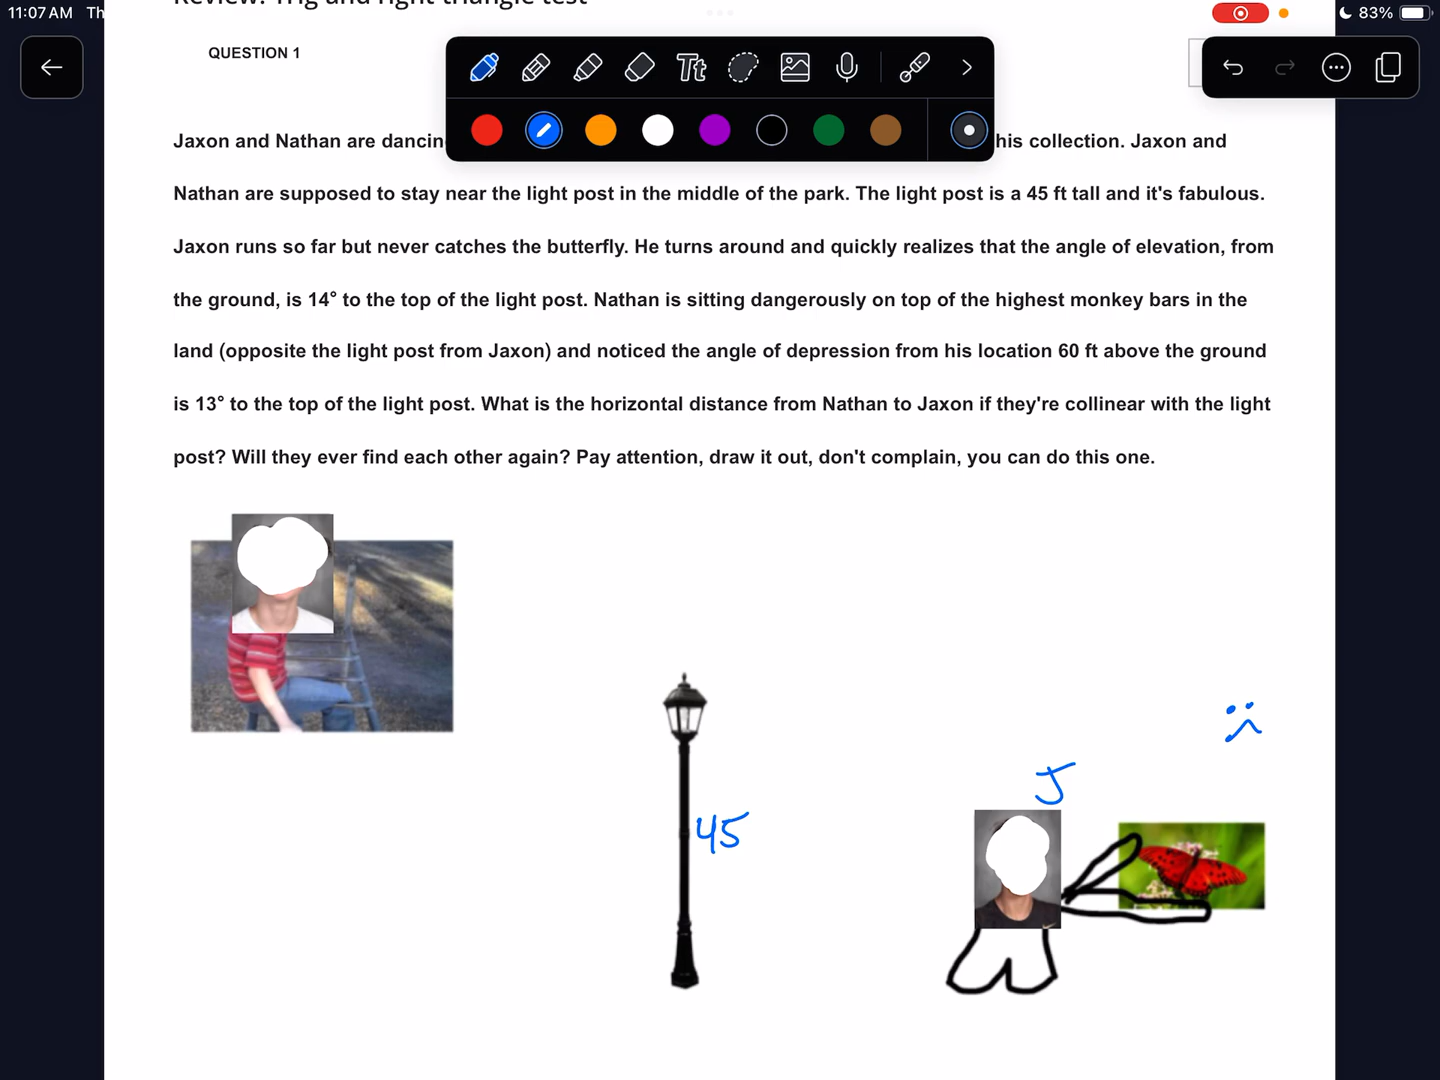 11:07 AM Th
83%
Review: Trig and right triangle test
QUESTION 1
Tt
Jaxon and Nathan are dancin his collection. Jaxon and
Nathan are supposed to stay near the light post in the middle of the park. The light post is a 45 ft tall and it's fabulous.
Jaxon runs so far but never catches the butterfly. He turns around and quickly realizes that the angle of elevation, from
the ground, is 14° to the top of the light post. Nathan is sitting dangerously on top of the highest monkey bars in the
land (opposite the light post from Jaxon) and noticed the angle of depression from his location 60 ft above the ground
is 13° to the top of the light post. What is the horizontal distance from Nathan to Jaxon if they're collinear with the light
post? Will they ever find each other again? Pay attention, draw it out, don't complain, you can do this one.
J
45